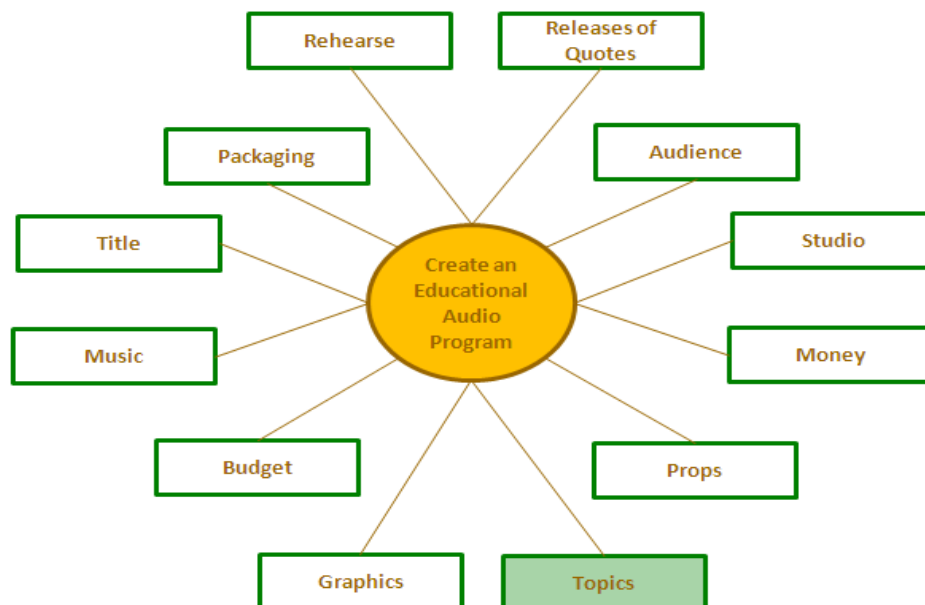 Rehearse
Releases of
Quotes
Packaging
Audience
Title
Studio
Create an
Educational
Audio
Program
Music
Money
Budget
Props
Graphics
Topics